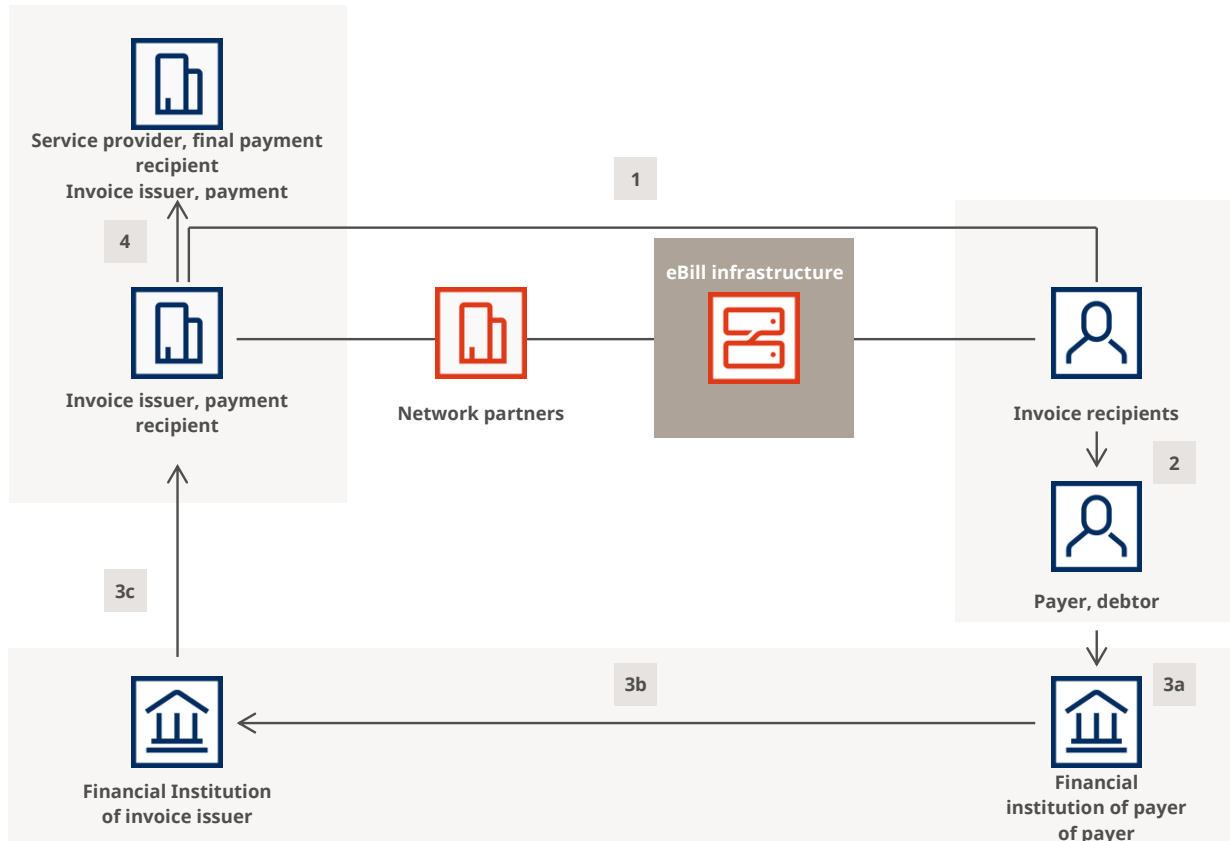 Service provider, final payment
recipient
Invoice issuer, payment
1
4
eBill infrastructure
Invoice issuer, payment
recipient
Network partners
Invoice recipients
2
Payer, debtor
3c
3b
3a
Financial Institution
of invoice issuer
Financial
institution of payer
of payer